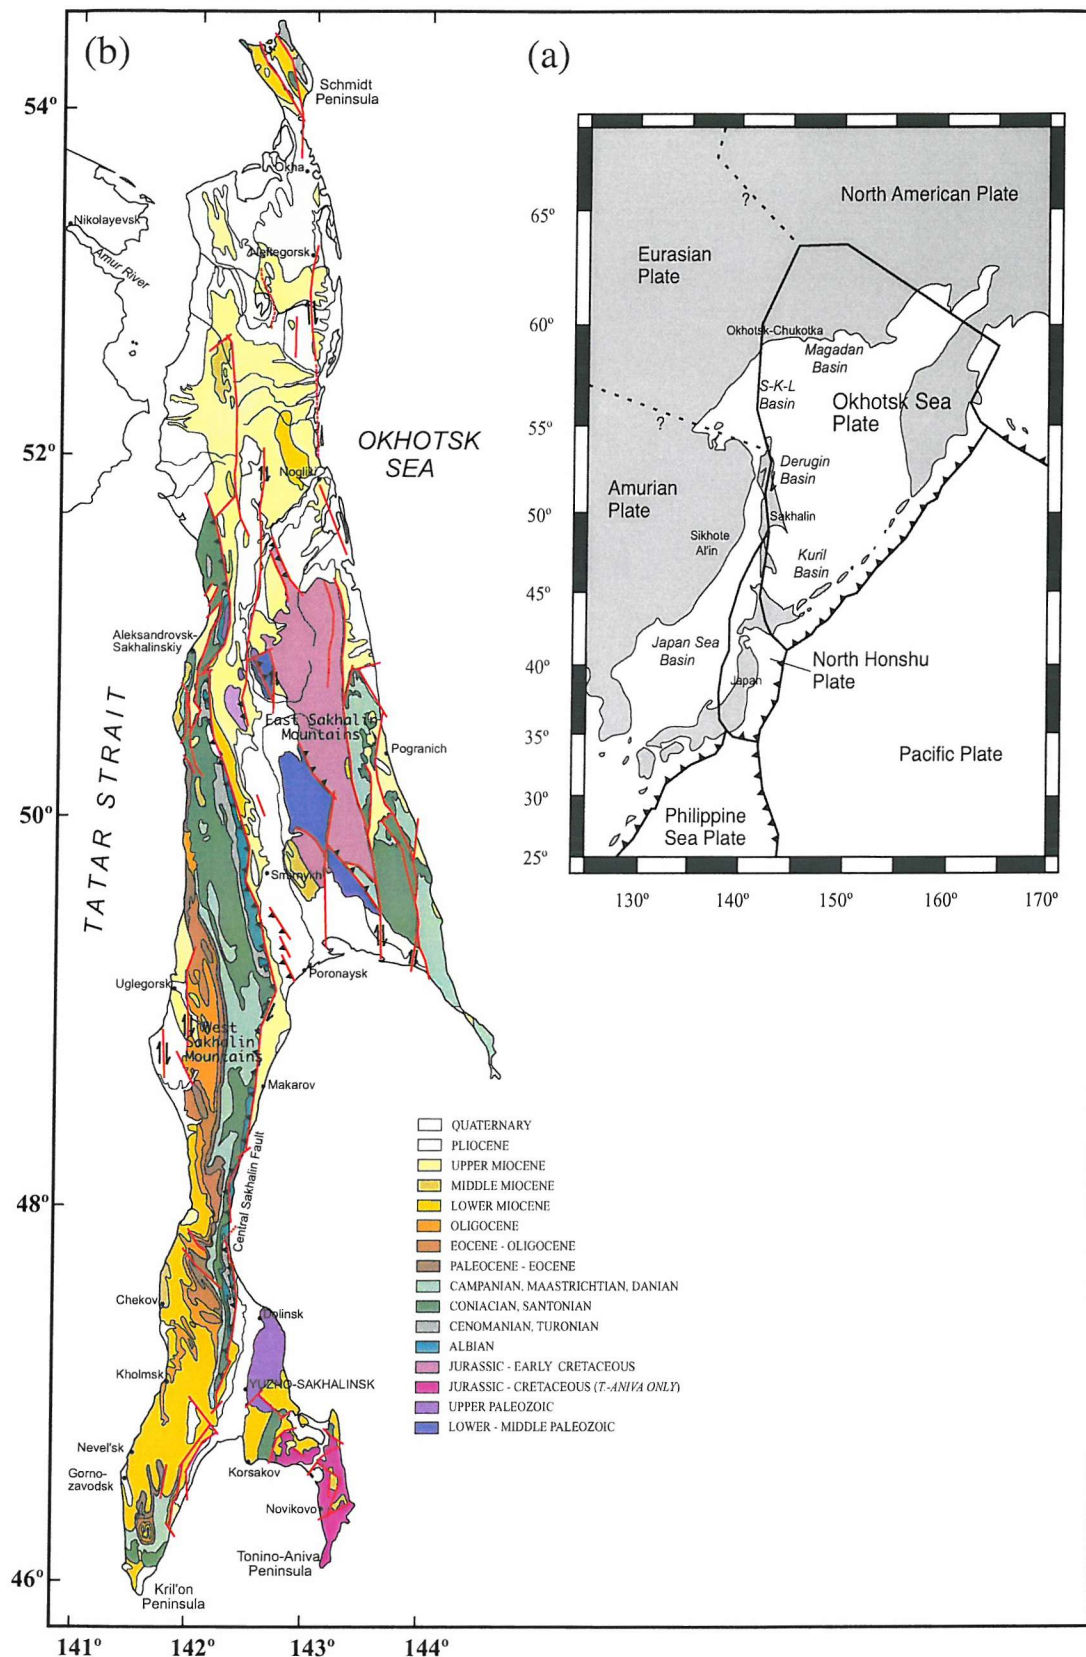 (b)
Schmidt
Peninsula
54°
Okha
Nikolayevsk
Amur River
Neftegorsk
52°
OKHOTSK
SEA
Nogliki
Aleksandrovsk-
Sakhalinskiy
East Sakhalin
Mountains
Pogranich
TATAR STRAIT
50°
Smirnykh
Uglegorsk
Poronaysk
West
Sakhalin
Mountains
Makarov
Central Sakhalin Fault
48°
Chekov
Dolinsk
Kholmsk
YUZHO-SAKHALINSK
Nevel'sk
Gorno-
zavodsk
Korsakov
Novikovo
Tonino-Aniva
Peninsula
46°
Kril'on
Peninsula
141° 142° 143° 144°
QUATERNARY
PLIOCENE
UPPER MIOCENE
MIDDLE MIOCENE
LOWER MIOCENE
OLIGOCENE
EOCENE - OLIGOCENE
PALEOCENE - EOCENE
CAMPANIAN, MAASTRICHTIAN, DANIAN
CONIACIAN, SANTONIAN
CENOMANIAN, TURONIAN
ALBIAN
JURASSIC - EARLY CRETACEOUS
JURASSIC - CRETACEOUS (T.-ANIVA ONLY)
UPPER PALEOZOIC
LOWER - MIDDLE PALEOZOIC
(a)
North American Plate
?
65°
Eurasian
Plate
60°
Okhotsk-Chukotka
Magadan
Basin
S-K-L
Basin
Okhotsk Sea
Plate
55°
?
Derugin
Basin
Amurian
Plate
50°
Sakhalin
Sikhote
Al'in
Kuril
Basin
45°
Japan Sea
Basin
North Honshu
Plate
40°
Japan
35°
Pacific Plate
30°
Philippine
Sea Plate
25°
130° 140° 150° 160° 170°